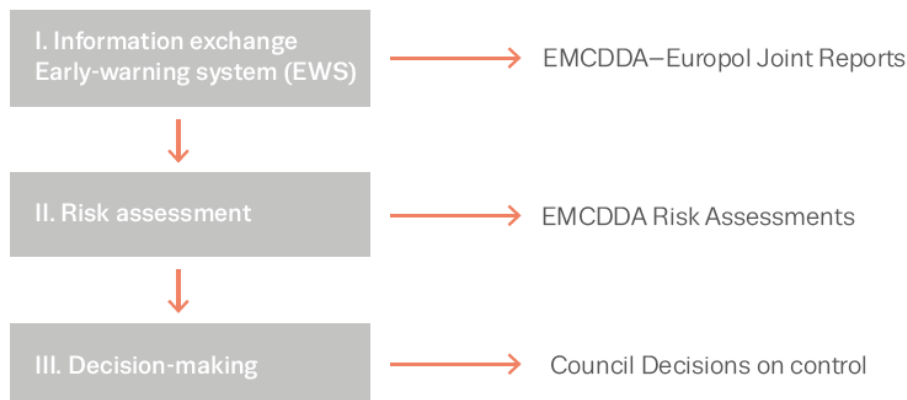 I. Information exchange
Early-warning system (EWS)
EMCDDA–Europol Joint Reports
II. Risk assessment
EMCDDA Risk Assessments
III. Decision-making
Council Decisions on control